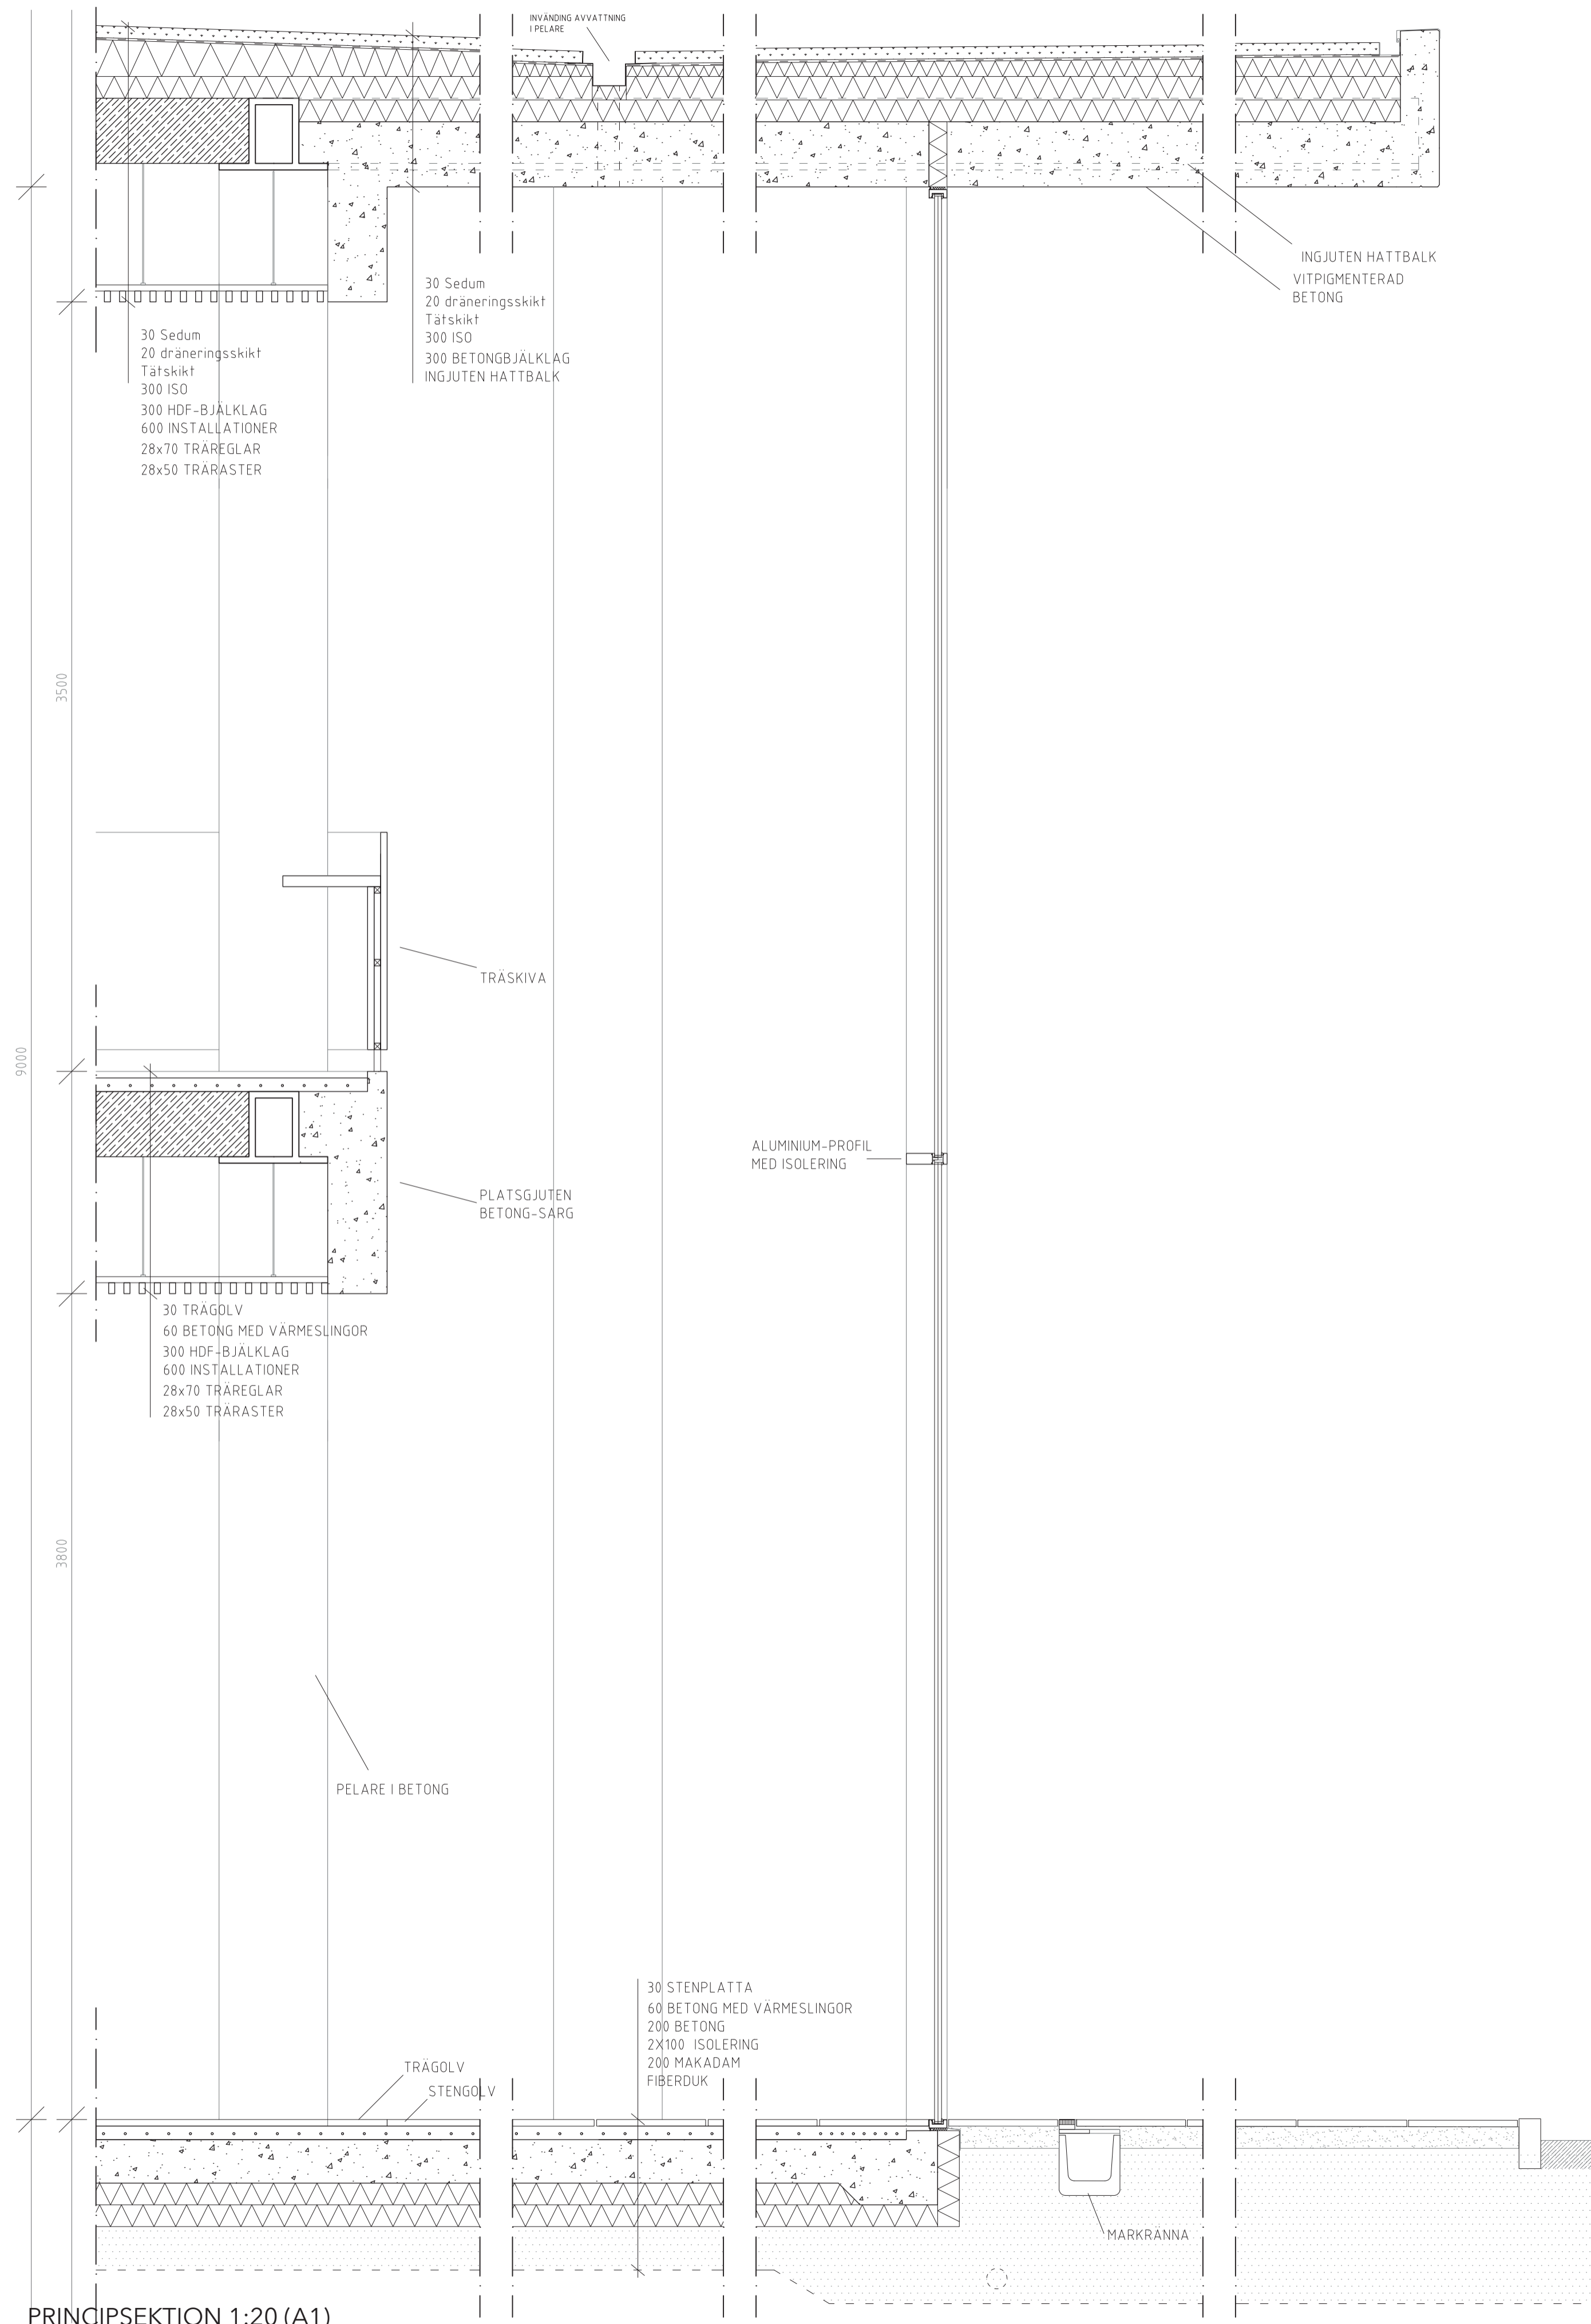 INVÄNDING AVVATTNING
I PELARE
INGJUTEN HATTBALK
VITPIGMENTERAD
BETONG
30 Sedum
20 dräneringsskikt
Tätskikt
300 ISO
300 BETONGBJÄLKLAG
INGJUTEN HATTBALK
30 Sedum
20 dräneringsskikt
Tätskikt
300 ISO
300 HDF-BJÄLKLAG
600 INSTALLATIONER
28x70 TRÄREGLAR
28x50 TRÄRASTER
3500
TRÄSKIVA
9000
ALUMINIUM-PROFIL
MED ISOLERING
PLATSGJUTEN
BETONG-SARG
30 TRÄGOLV
60 BETONG MED VÄRMESLINGOR
300 HDF-BJÄLKLAG
600 INSTALLATIONER
28x70 TRÄREGLAR
28x50 TRÄRASTER
3800
PELARE I BETONG
30 STENPLATTA
60 BETONG MED VÄRMESLINGOR
200 BETONG
2X100 ISOLERING
200 MAKADAM
FIBERDUK
TRÄGOLV
STENGOLV
MARKRÄNNA
PRINCIPSEKTION 1:20 (A1)